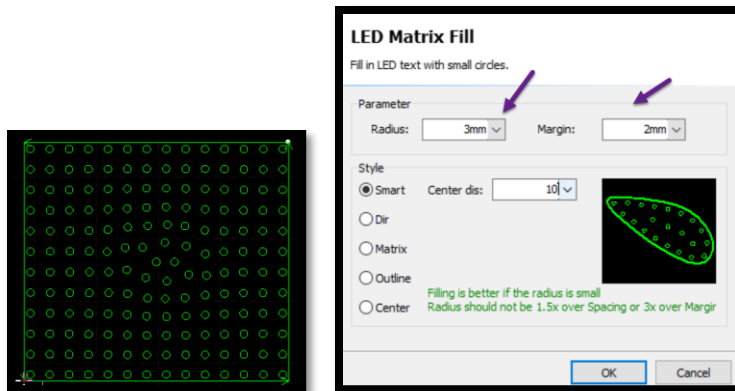 LED Matrix Fill
Fill in LED text with small circles.
Parameter
Radius: 3mm Margin: 2mm
Style
Smart Center dis: 10
Dir
Matrix
Outline
Filling is better if the radius is small
Center Radius should not be 1.5x over Spacing or 3x over Margir
OK Cancel